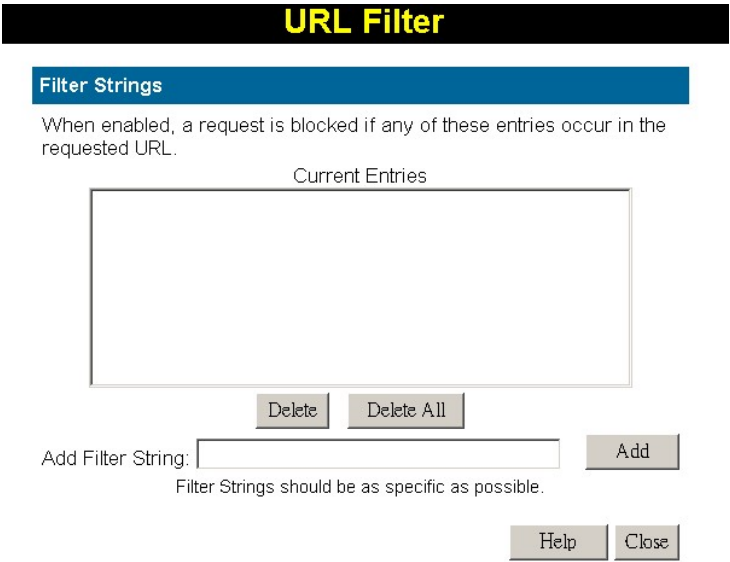 URL Filter
Filter Strings
When enabled, a request is blocked if any of these entries occur in the
requested URL.
Current Entries
Delete Delete All
Add Filter String: Add
Filter Strings should be as specific as possible.
Help Close